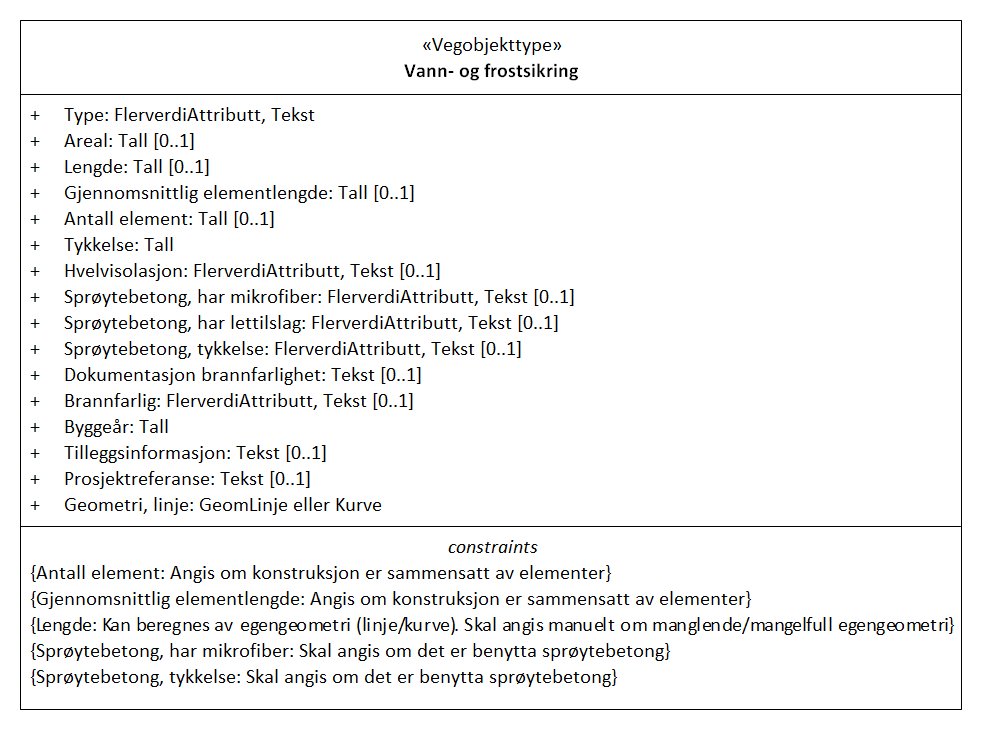 «Vegobjekttype»
Vann- og frostsikring
+ Type: FlerverdiAttributt, Tekst
+ Areal: Tall [0..1]
+ Lengde: Tall [0..1]
+ Gjennomsnittlig elementlengde: Tall [0..1]
+ Antall element: Tall [0..1]
+ Tykkelse: Tall
+ Hvelvisolasjon: FlerverdiAttributt, Tekst [0..1]
+ Sprøytebetong, har mikrofiber: FlerverdiAttributt, Tekst [0..1]
+ Sprøytebetong, har lettilslag: FlerverdiAttributt, Tekst [0..1]
+ Sprøytebetong, tykkelse: FlerverdiAttributt, Tekst [0..1]
+ Dokumentasjon brannfarlighet: Tekst [0..1]
+ Brannfarlig: FlerverdiAttributt, Tekst [0..1]
+ Byggeår: Tall
+ Tilleggsinformasjon: Tekst [0..1]
+ Prosjektreferanse: Tekst [0..1]
+ Geometri, linje: GeomLinje eller Kurve
constraints
{Antall element: Angis om konstruksjon er sammensatt av elementer}
{Gjennomsnittlig elementlengde: Angis om konstruksjon er sammensatt av elementer}
{Lengde: Kan beregnes av egengeometri (linje/kurve). Skal angis manuelt om manglende/mangelfull egengeometri}
{Sprøytebetong, har mikrofiber: Skal angis om det er benytta sprøytebetong}
{Sprøytebetong, tykkelse: Skal angis om det er benytta sprøytebetong}